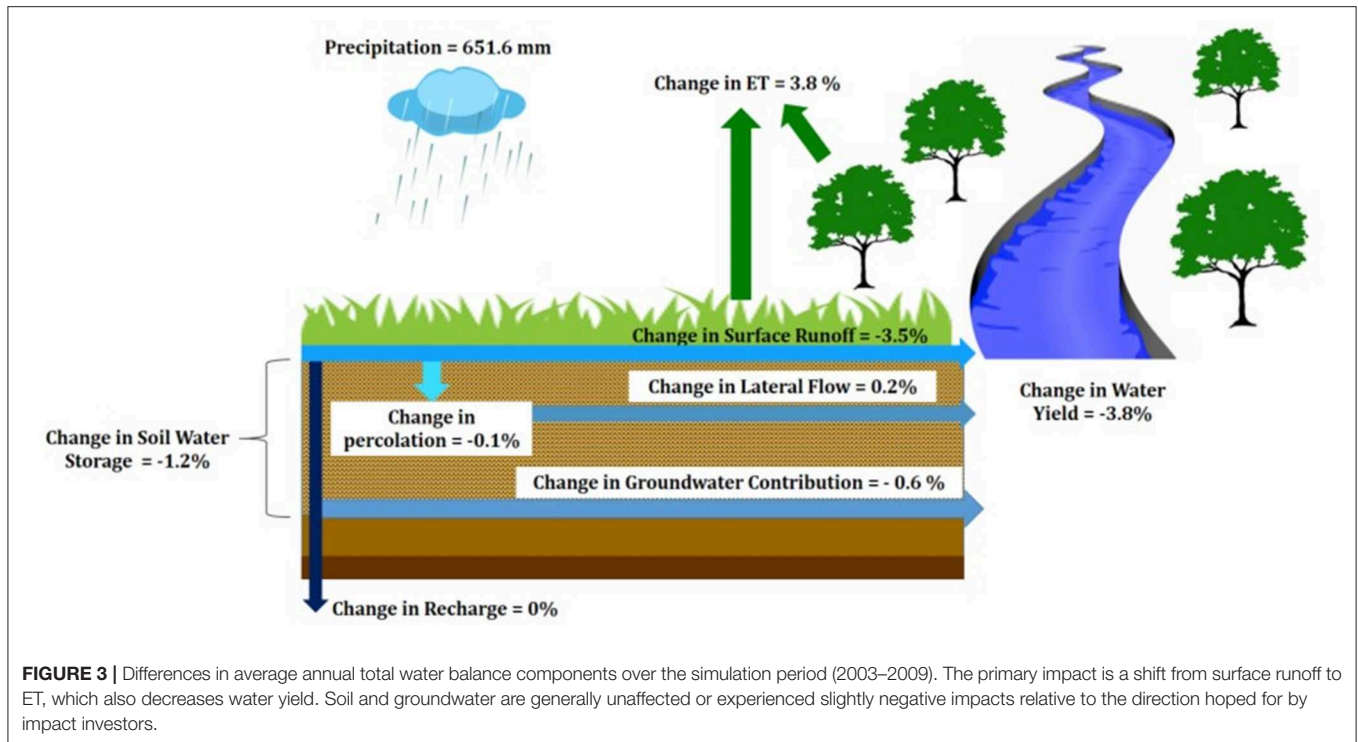 Precipitation = 651.6 mm
Change in ET = 3.8 %
Change in Surface Runoff = -3.5%
Change in Lateral Flow = 0.2%
Change in Water
Yield = -3.8%
Change in
percolation = -0.1%
Change in Soil Water
Storage = -1.2%
Change in Groundwater Contribution = - 0.6 %
Change in Recharge = 0%
FIGURE 3 | Differences in average annual total water balance components over the simulation period (2003–2009). The primary impact is a shift from surface runoff to
ET, which also decreases water yield. Soil and groundwater are generally unaffected or experienced slightly negative impacts relative to the direction hoped for by
impact investors.